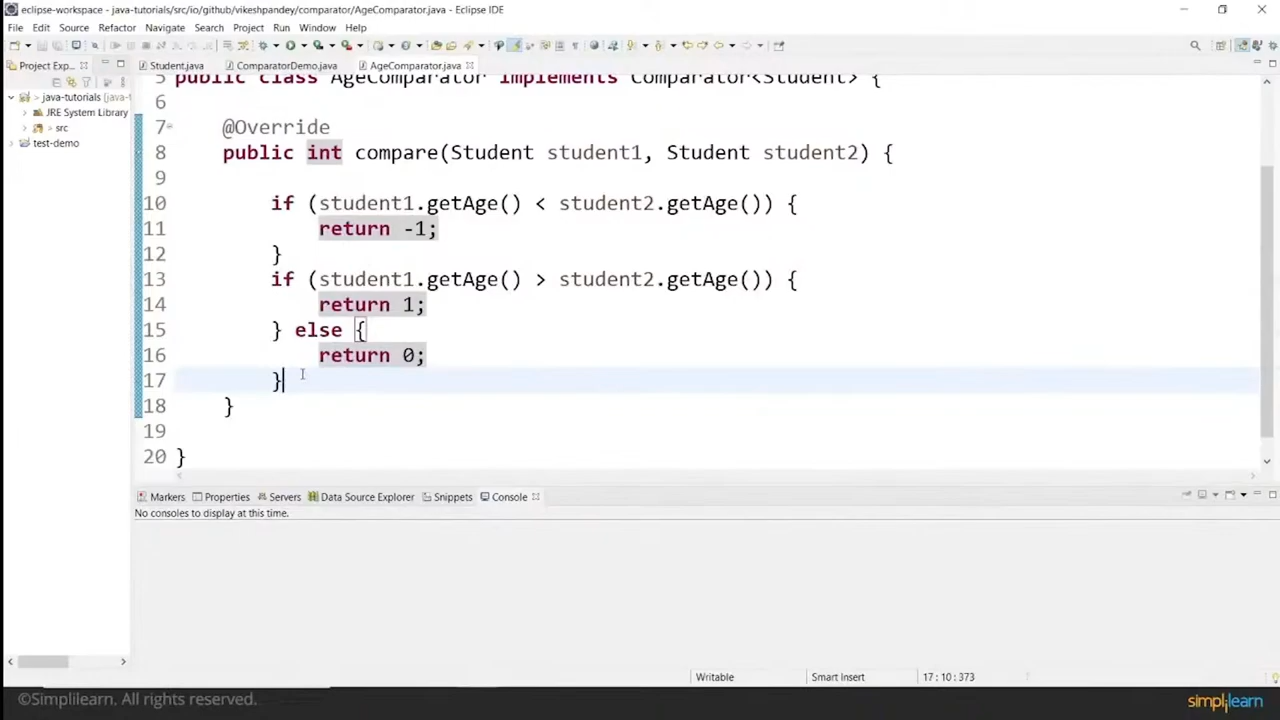 eclipse-workspace - java-tutorials/src/io/github/vikeshpandey/comparator/AgeComparator.java - Eclipse IDE
File Edit Source Refactor Navigate Search Project Run Window Help
Project Exp... Student.java ComparatorDemo.java AgeComparator.java
> java-tutorials [java-t
JRE System Library
> src
test-demo
5 public class AgeComparator implements Comparator<Student> {
6
7 @Override
8 public int compare(Student student1, Student student2) {
9
10 if (student1.getAge() < student2.getAge()) {
11 return -1;
12 }
13 if (student1.getAge() > student2.getAge()) {
14 return 1;
15 } else {
16 return 0;
17 }
18 }
19
20 }
Markers Properties Servers Data Source Explorer Snippets Console
No consoles to display at this time.
Writable Smart Insert 17 : 10 : 373
©Simplilearn. All rights reserved. simplilearn